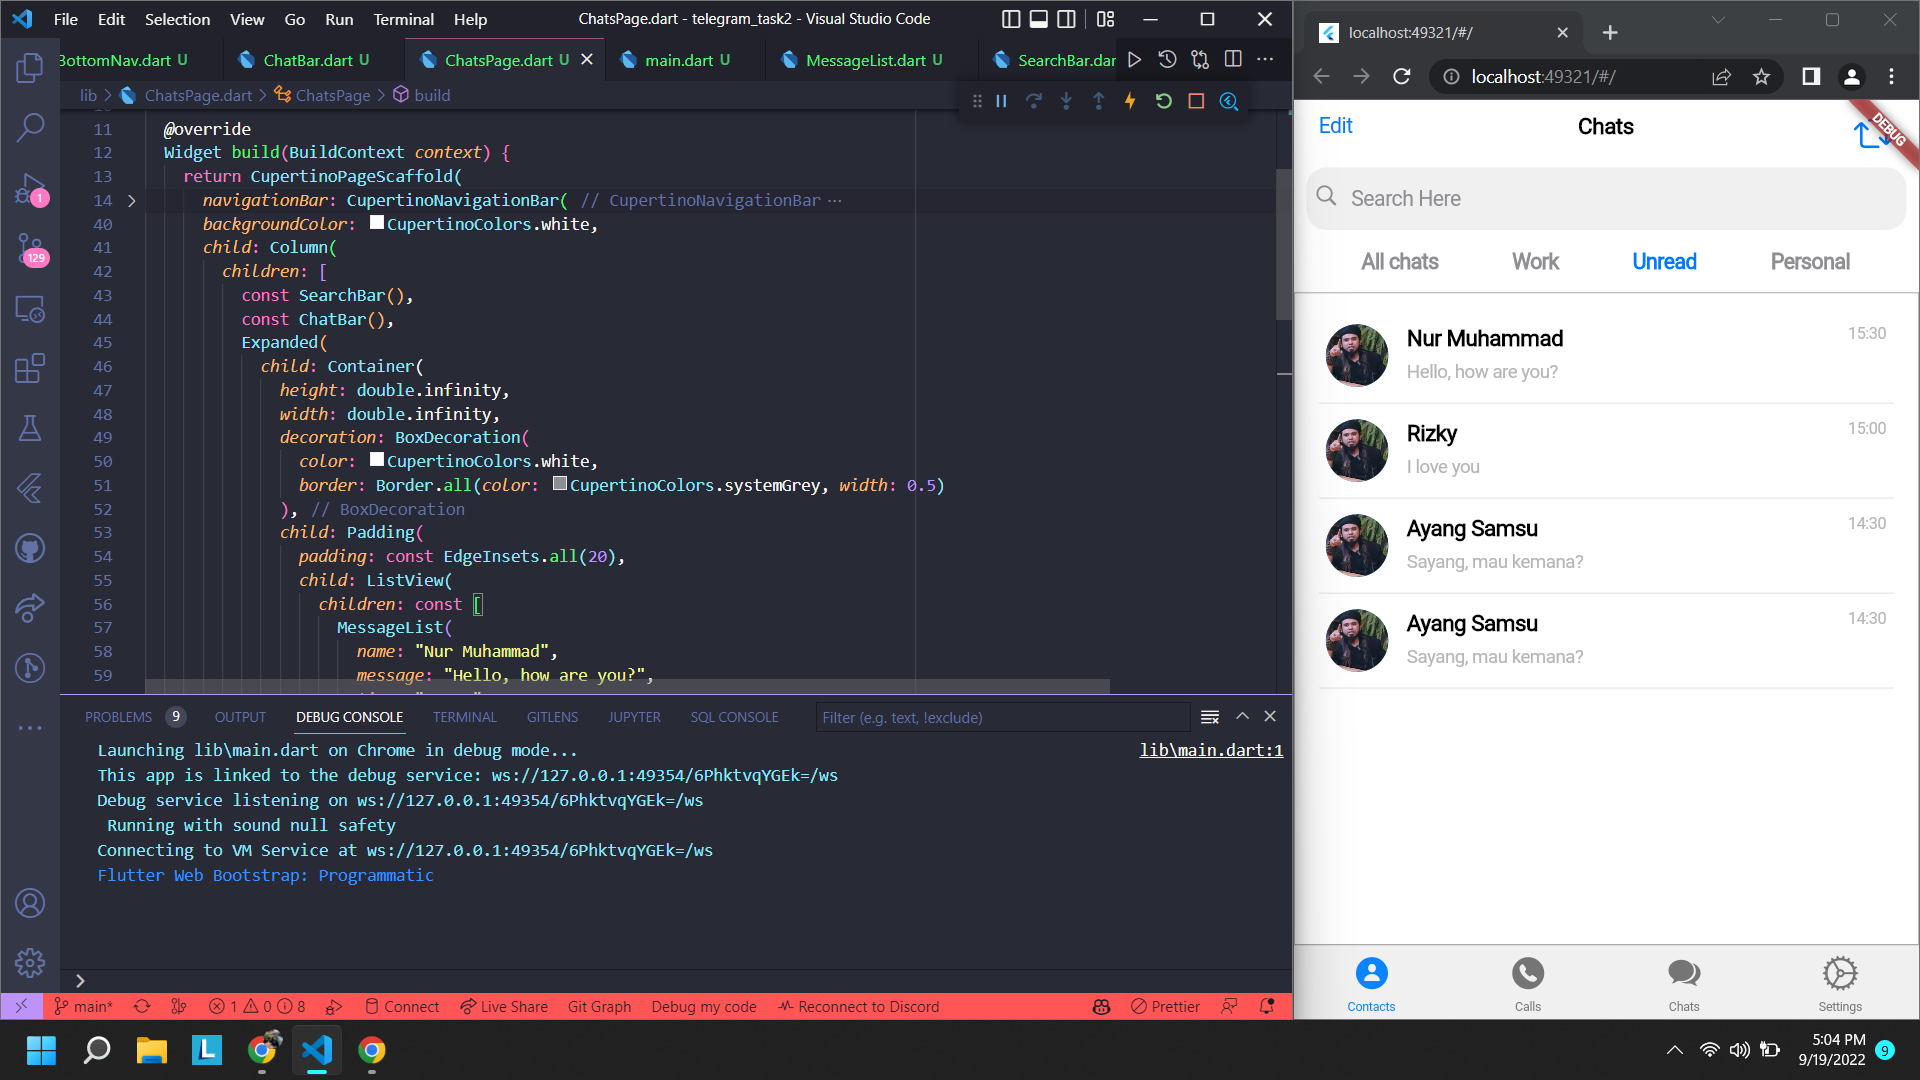 File Edit Selection View Go Run Terminal Help
ChatsPage.dart - telegram_task2 - Visual Studio Code
BottomNav.dart U
ChatBar.dart U
ChatsPage.dart U
main.dart U
MessageList.dart U
SearchBar.dar
lib > ChatsPage.dart > ChatsPage > build
11 @override
12 Widget build(BuildContext context) {
13 return CupertinoPageScaffold(
14 navigationBar: CupertinoNavigationBar( // CupertinoNavigationBar ...
40 backgroundColor: CupertinoColors.white,
41 child: Column(
42 children: [
43 const SearchBar(),
44 const ChatBar(),
45 Expanded(
46 child: Container(
47 height: double.infinity,
48 width: double.infinity,
49 decoration: BoxDecoration(
50 color: CupertinoColors.white,
51 border: Border.all(color: CupertinoColors.systemGrey, width: 0.5)
52 ), // BoxDecoration
53 child: Padding(
54 padding: const EdgeInsets.all(20),
55 child: ListView(
56 children: const [
57 MessageList(
58 name: "Nur Muhammad",
59 message: "Hello, how are you?",
1
129
PROBLEMS 9 OUTPUT DEBUG CONSOLE TERMINAL GITLENS JUPYTER SQL CONSOLE
Filter (e.g. text, !exclude)
Launching lib\main.dart on Chrome in debug mode...
lib\main.dart:1
This app is linked to the debug service: ws://127.0.0.1:49354/6PhktvqYGEk=/ws
Debug service listening on ws://127.0.0.1:49354/6PhktvqYGEk=/ws
Running with sound null safety
Connecting to VM Service at ws://127.0.0.1:49354/6PhktvqYGEk=/ws
Flutter Web Bootstrap: Programmatic
main* 1 0 8 Connect Live Share Git Graph Debug my code Reconnect to Discord Prettier
localhost:49321/#/
localhost:49321/#/
Edit
Chats
DEBUG
Search Here
All chats Work Unread Personal
Nur Muhammad 15:30
Hello, how are you?
Rizky 15:00
I love you
Ayang Samsu 14:30
Sayang, mau kemana?
Ayang Samsu 14:30
Sayang, mau kemana?
Contacts Calls Chats Settings
L
5:04 PM
9/19/2022
9